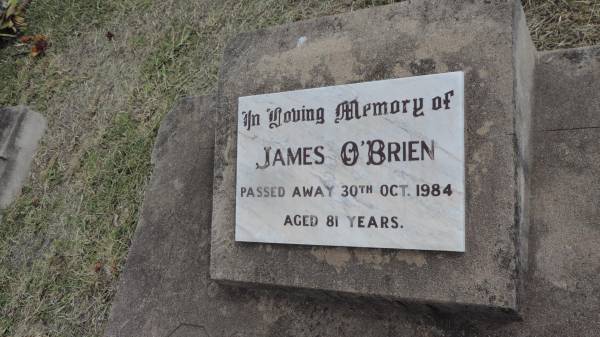 In Loving Memory of
JAMES O'BRIEN
PASSED AWAY 30TH OCT. 1984
AGED 81 YEARS.